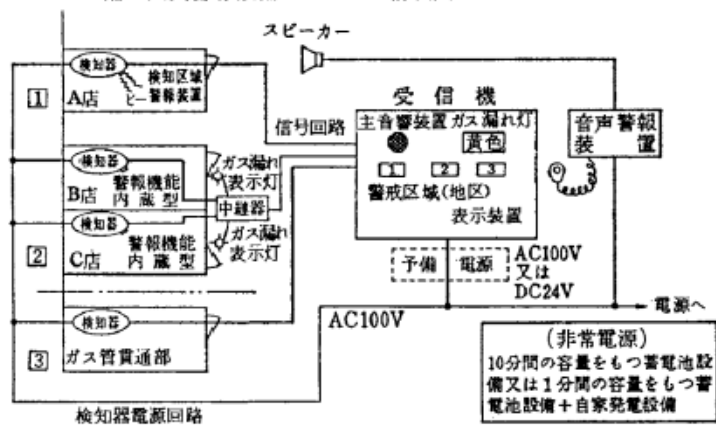 スピーカー
検知器
検知区域
警報装置
ピー
1
A店
信号回路
受信機
主音響装置
ガス漏れ灯
黄色
1
2
3
警戒区域(地区)
表示装置
音声警報
装置
検知器
警報機能
内蔵型
B店
ガス漏れ
表示灯
中継器
検知器
警報機能
内蔵型
2
C店
ガス漏れ
表示灯
予備電源
AC100V
又は
DC24V
AC100V
電源へ
検知器
3
ガス管貫通部
検知器電源回路
(非常電源)
10分間の容量をもつ蓄電池設
備又は1分間の容量をもつ蓄
電池設備+自家発電設備